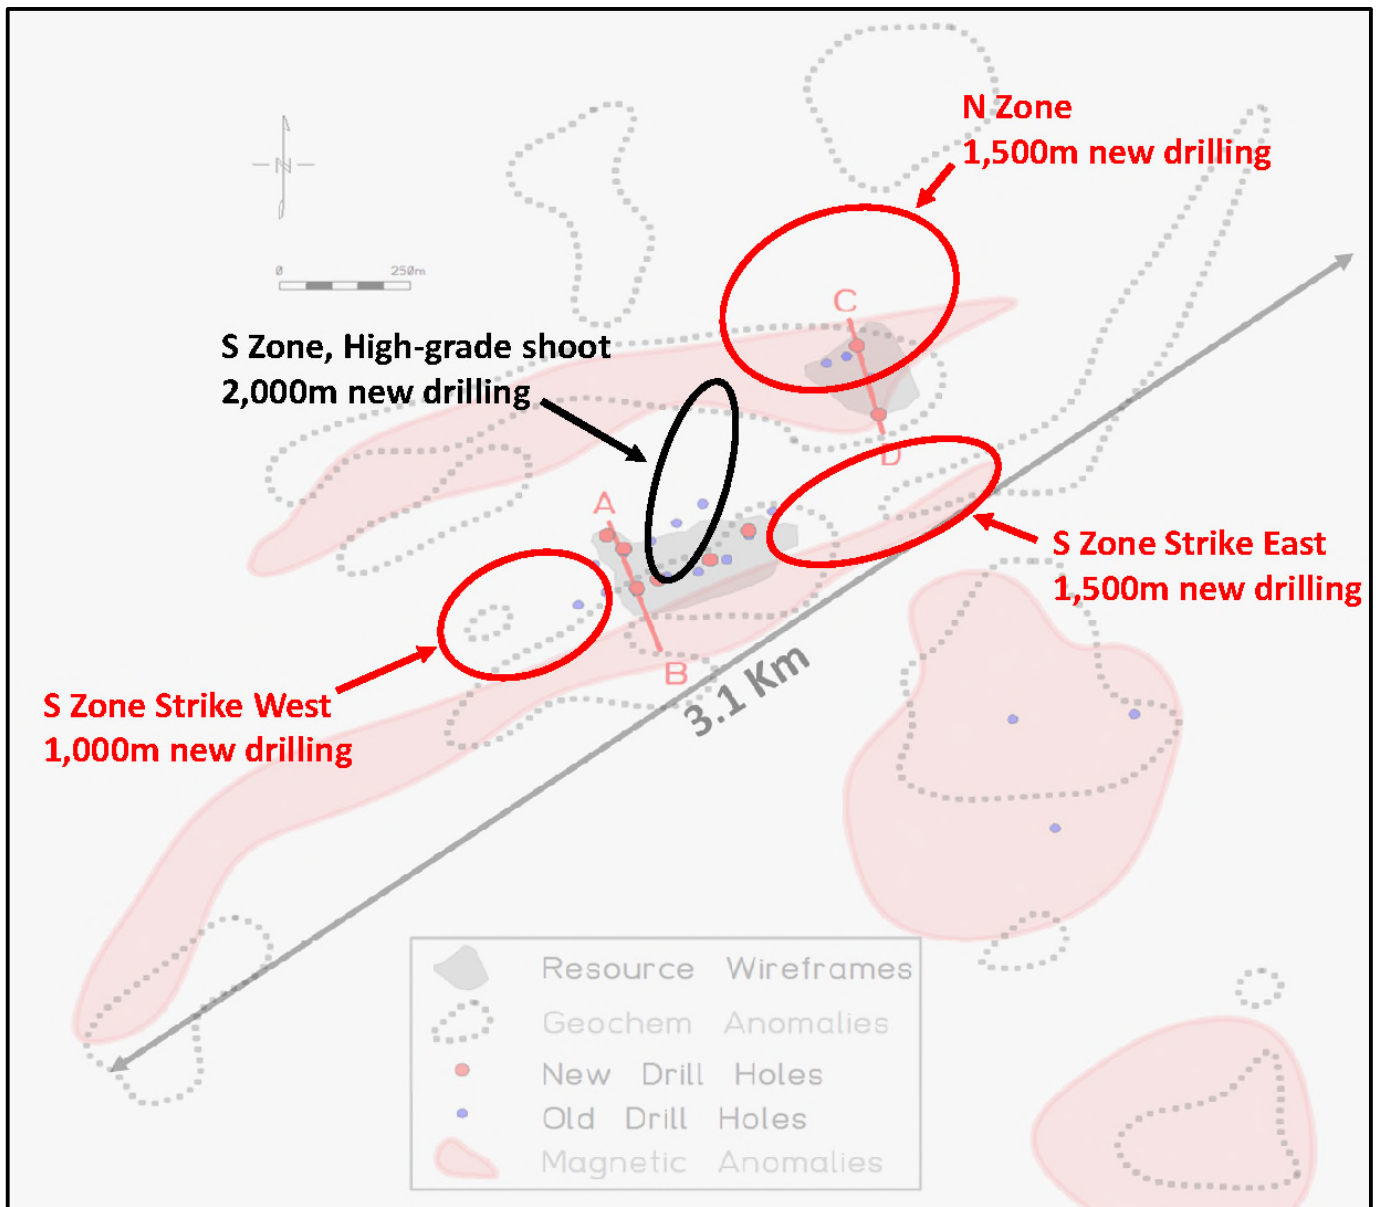 N Zone
1,500m new drilling
N
0 250m
C
S Zone, High-grade shoot
2,000m new drilling
D
A
S Zone Strike East
1,500m new drilling
B
3.1 Km
S Zone Strike West
1,000m new drilling
Resource Wireframes
Geochem Anomalies
New Drill Holes
Old Drill Holes
Magnetic Anomalies